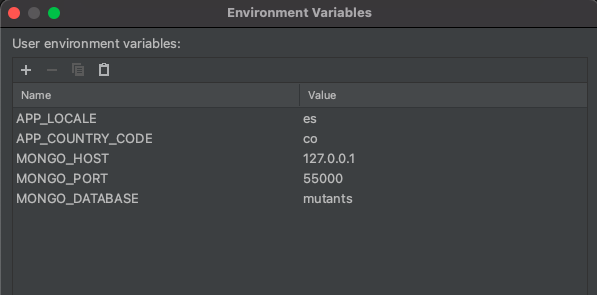 Environment Variables
User environment variables:
Name Value
APP_LOCALE es
APP_COUNTRY_CODE co
MONGO_HOST 127.0.0.1
MONGO_PORT 55000
MONGO_DATABASE mutants